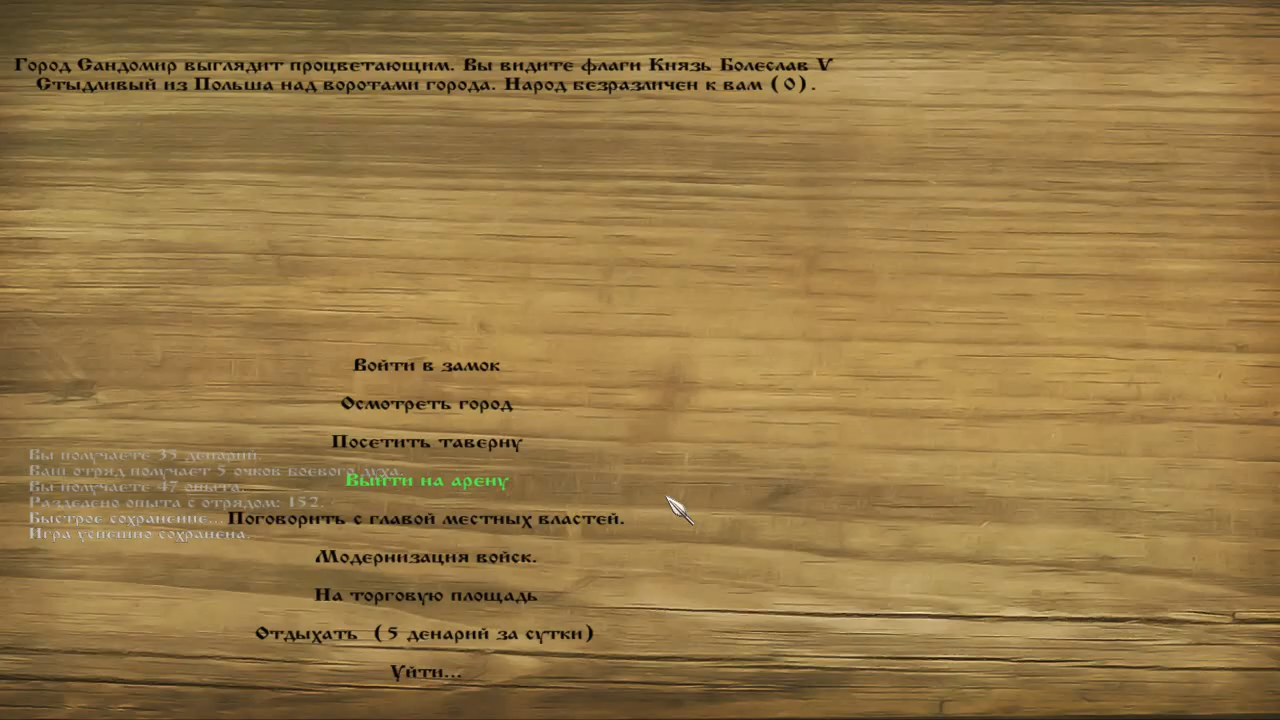 Город Сандомир выглядит процветающим. Вы видите флаги Князь Болеслав V
Стыдливый из Польша над воротами города. Народ безразличен к вам (0).
Войти в замок
Осмотреть город
Посетить таверну
Вы получаете 35 денарий.
Ваш отряд получает 5 очков боевого духа.
Выйти на арену
Вы получаете 47 опыта.
Разделено опыта с отрядом: 152.
Быстрое сохранение...
Поговорить с главой местных властей.
Игра успешно сохранена.
Модернизация войск.
На торговую площадь
Отдыхать (5 денарий за сутки)
Уйти...